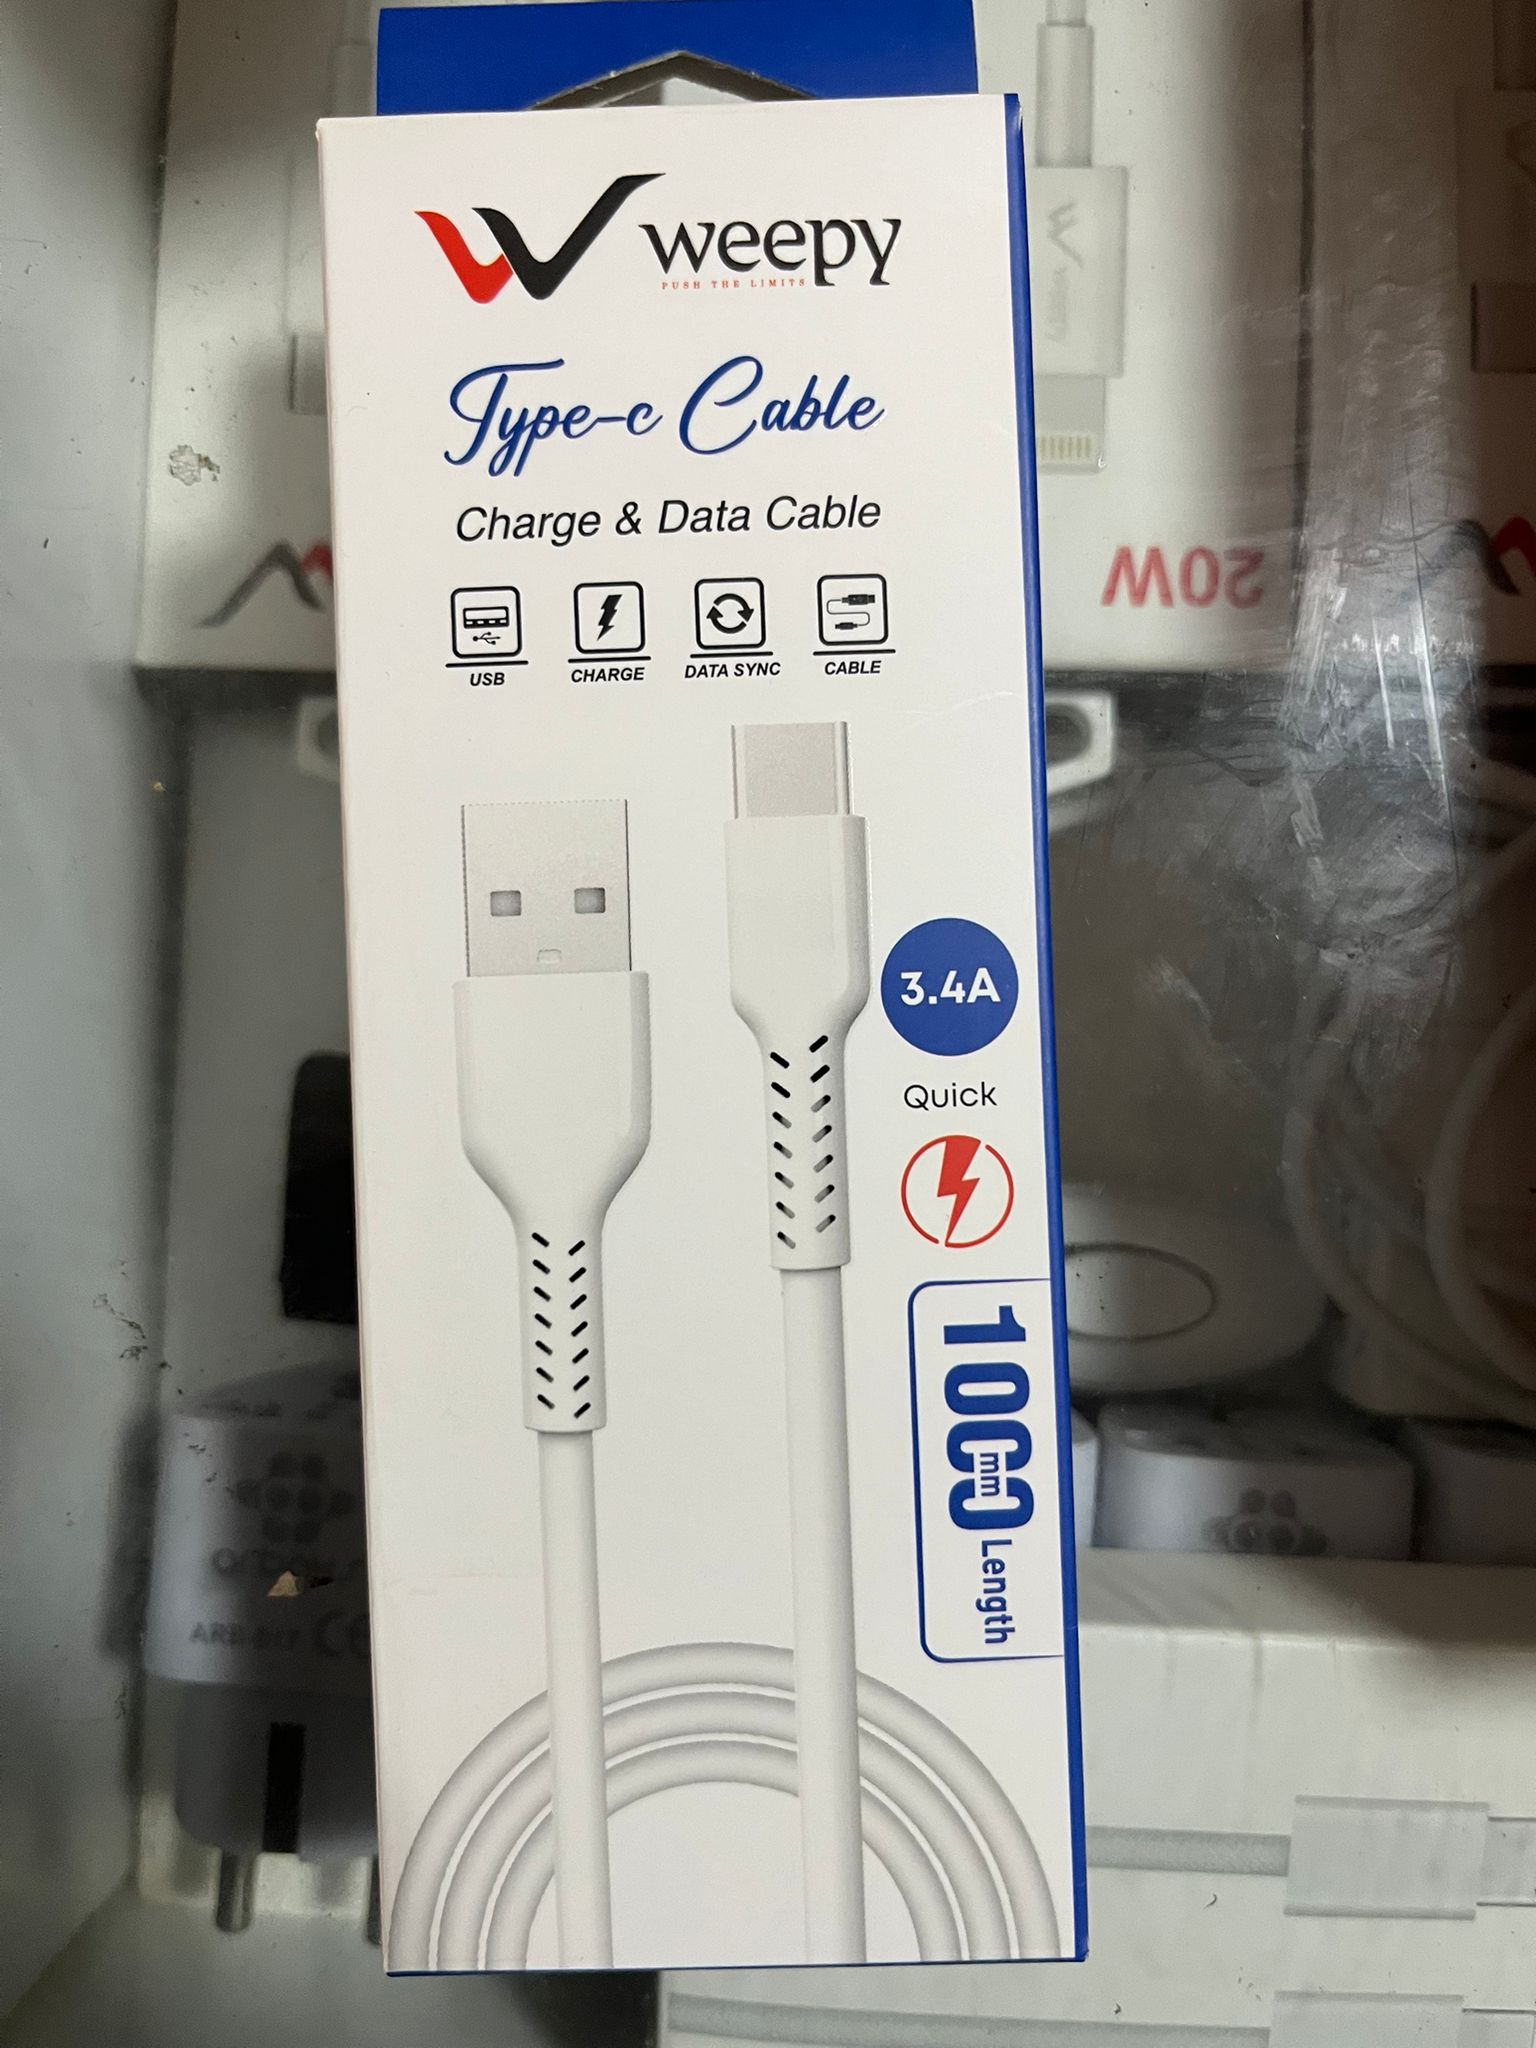 weepy
PUSH THE LIMITS
Type-c Cable
Charge & Data Cable
USB
CHARGE
DATA SYNC
CABLE
3.4A
Quick
1000
mm
Length
20W